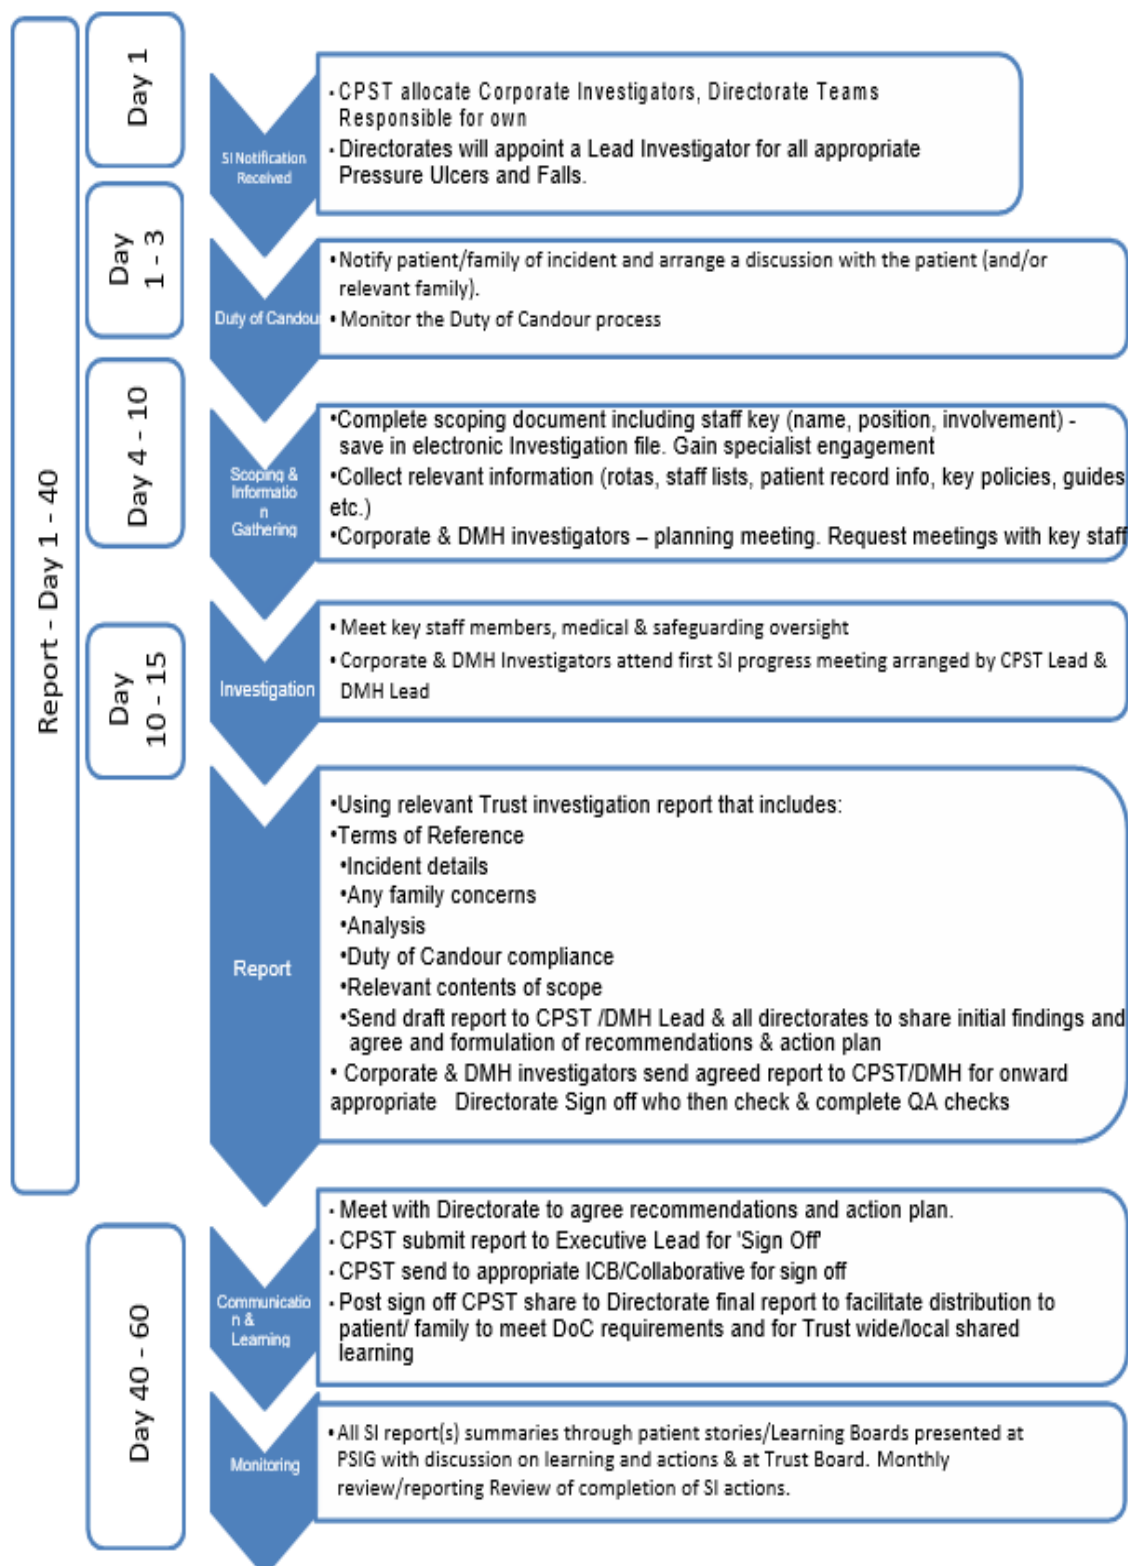 Report - Day 1 - 40
Day 1
SI Notification
Received
· CPST allocate Corporate Investigators, Directorate Teams
Responsible for own
· Directorates will appoint a Lead Investigator for all appropriate
Pressure Ulcers and Falls.
Day
1 - 3
Duty of Candou
• Notify patient/family of incident and arrange a discussion with the patient (and/or
relevant family).
• Monitor the Duty of Candour process
Day 4 - 10
Scoping &
Informatio
n
Gathering
•Complete scoping document including staff key (name, position, involvement) -
save in electronic Investigation file. Gain specialist engagement
•Collect relevant information (rotas, staff lists, patient record info, key policies, guides
etc.)
•Corporate & DMH investigators – planning meeting. Request meetings with key staff
Day
10 - 15
Investigation
• Meet key staff members, medical & safeguarding oversight
• Corporate & DMH Investigators attend first SI progress meeting arranged by CPST Lead &
DMH Lead
Report
•Using relevant Trust investigation report that includes:
•Terms of Reference
•Incident details
•Any family concerns
•Analysis
•Duty of Candour compliance
•Relevant contents of scope
•Send draft report to CPST /DMH Lead & all directorates to share initial findings and
agree and formulation of recommendations & action plan
• Corporate & DMH investigators send agreed report to CPST/DMH for onward
appropriate Directorate Sign off who then check & complete QA checks
Day 40 - 60
Communicatio
n &
Learning
· Meet with Directorate to agree recommendations and action plan.
· CPST submit report to Executive Lead for 'Sign Off'
· CPST send to appropriate ICB/Collaborative for sign off
· Post sign off CPST share to Directorate final report to facilitate distribution to
patient/ family to meet DoC requirements and for Trust wide/local shared
learning
Monitoring
• All SI report(s) summaries through patient stories/Learning Boards presented at
PSIG with discussion on learning and actions & at Trust Board. Monthly
review/reporting Review of completion of SI actions.